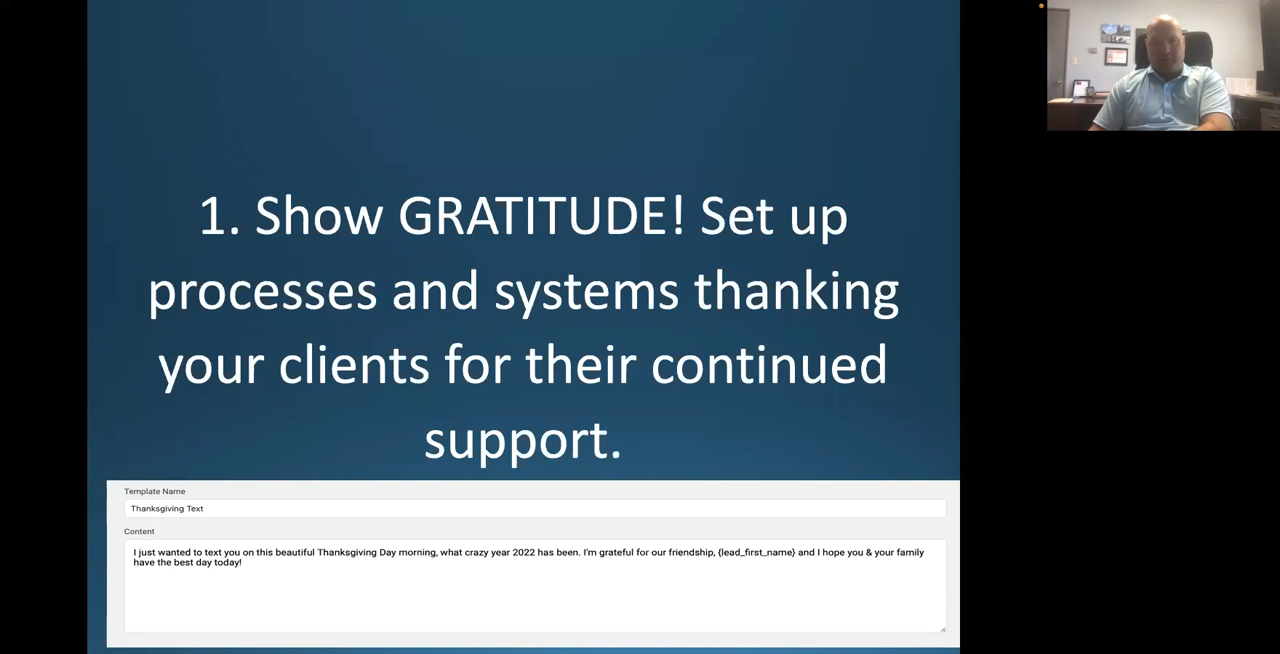 1. Show GRATITUDE! Set up
processes and systems thanking
your clients for their continued
support.
Template Name
Thanksgiving Text
Content
I just wanted to text you on this beautiful Thanksgiving Day morning, what crazy year 2022 has been. I'm grateful for our friendship, {lead_first_name} and I hope you & your family
have the best day today!